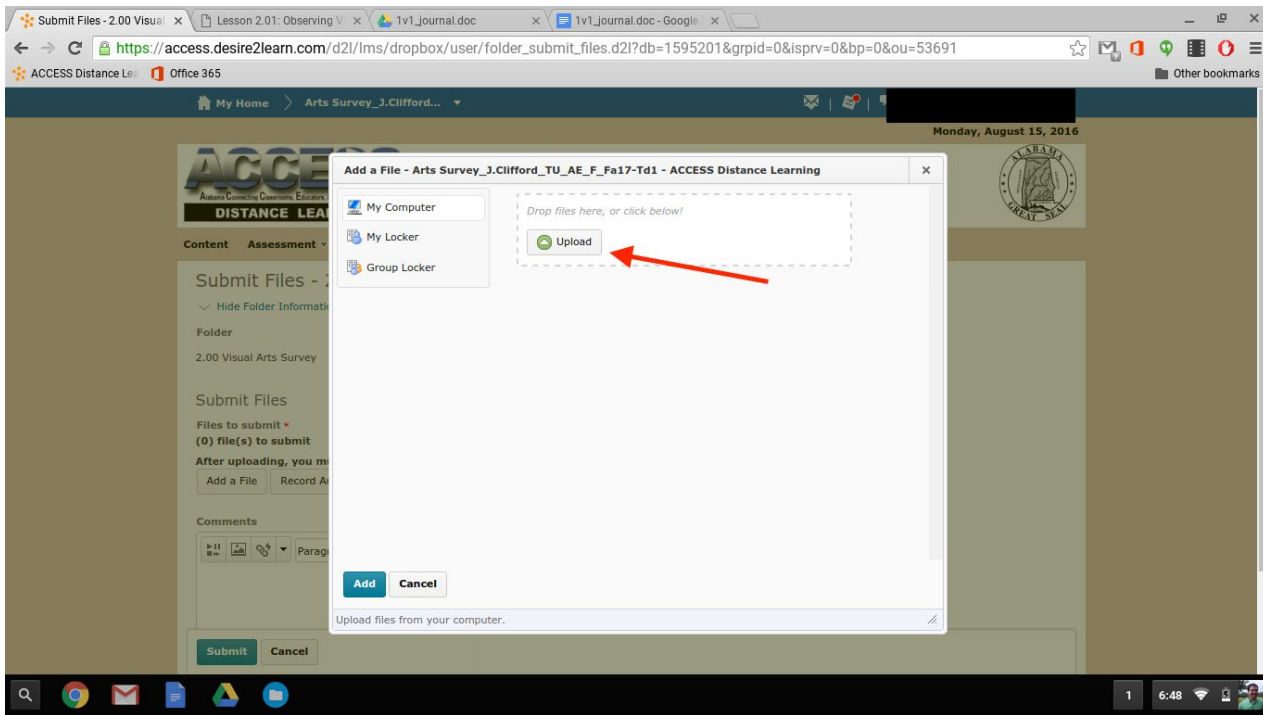 Submit Files - 2.00 Visual
Lesson 2.01: Observing V
1v1_journal.doc
1v1_journal.doc - Google
https://access.desire2learn.com/d2l/lms/dropbox/user/folder_submit_files.d2l?db=1595201&grpid=0&isprv=0&bp=0&ou=53691
ACCESS Distance Lea
Office 365
Other bookmarks
My Home
Arts Survey_J.Clifford...
Monday, August 15, 2016
ACCESS
Alabama Connecting Classrooms, Educators,
DISTANCE LEA
ALABAMA
GREAT SEAL
Content Assessment
Add a File - Arts Survey_J.Clifford_TU_AE_F_Fa17-Td1 - ACCESS Distance Learning
My Computer
My Locker
Group Locker
Drop files here, or click below!
Upload
Submit Files - 2
Hide Folder Informati
Folder
2.00 Visual Arts Survey
Submit Files
Files to submit *
(0) file(s) to submit
After uploading, you m
Add a File Record A
Comments
Parag
Add Cancel
Upload files from your computer.
Submit Cancel
1 6:48